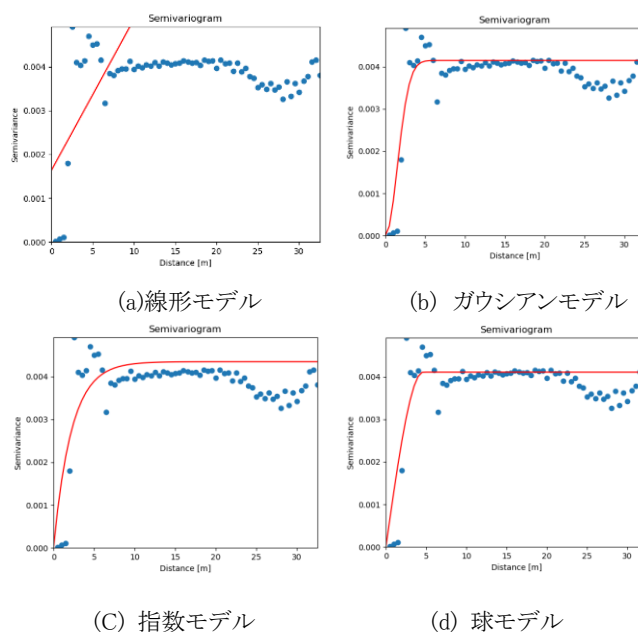 Semivariogram
Semivariance
0.004
0.003
0.002
0.001
0.000
0 5 10 15 20 25 30
Distance [m]
(a)線形モデル
Semivariogram
Semivariance
0.004
0.003
0.002
0.001
0.000
0 5 10 15 20 25 30
Distance [m]
(b) ガウシアンモデル
Semivariogram
Semivariance
0.004
0.003
0.002
0.001
0.000
0 5 10 15 20 25 30
Distance [m]
(C) 指数モデル
Semivariogram
Semivariance
0.004
0.003
0.002
0.001
0.000
0 5 10 15 20 25 30
Distance [m]
(d) 球モデル